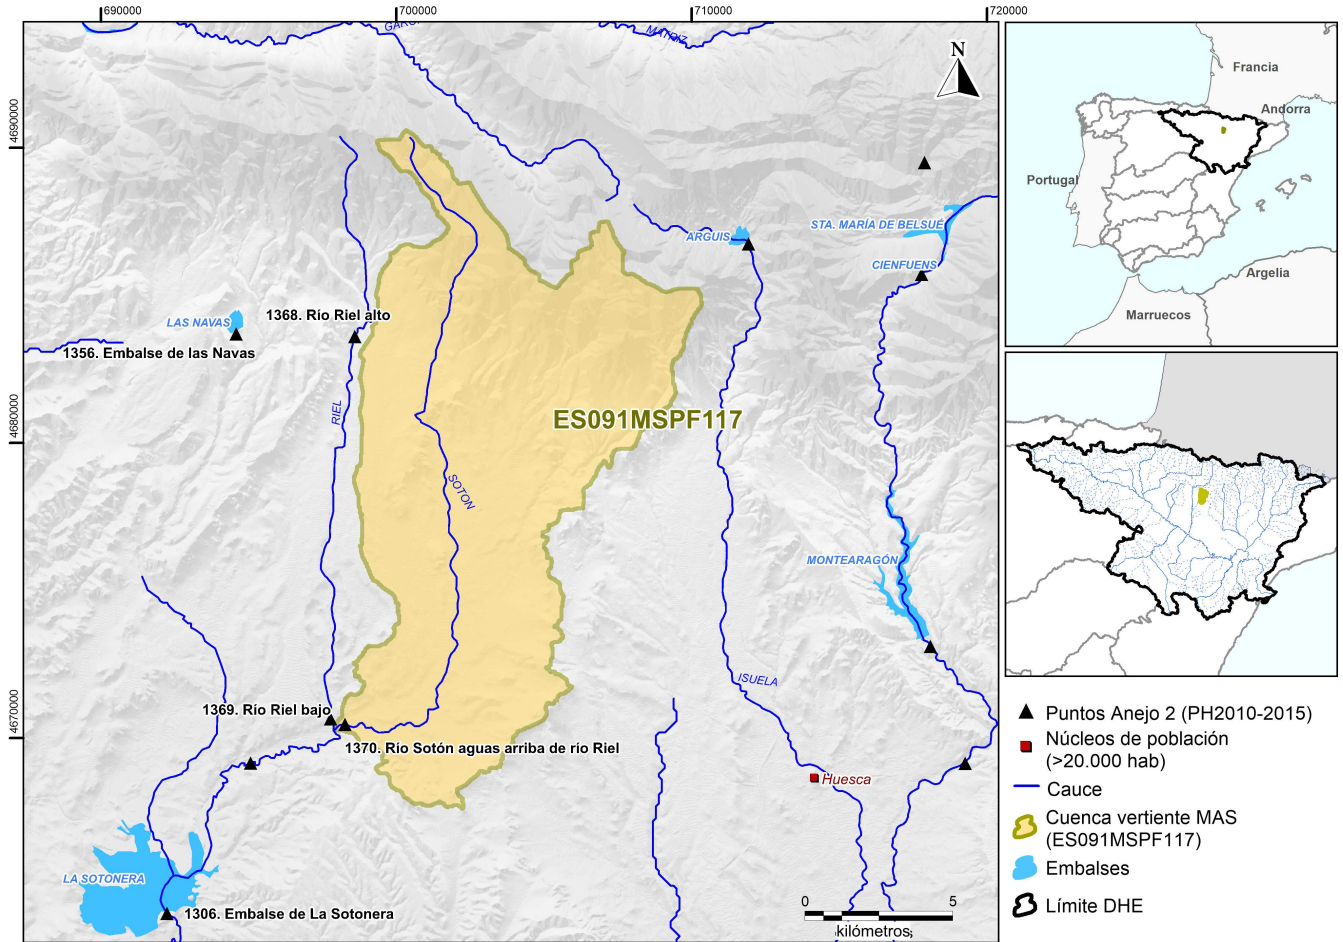 690000
700000
710000
720000
4690000
4680000
4670000
MATRIZ
N
ARGUIS
STA. MARÍA DE BELSUÉ
CIENFUENS
LAS NAVAS
1368. Río Riel alto
1356. Embalse de las Navas
RIEL
ES091MSPF117
SOTON
MONTEARAGÓN
ISUELA
1369. Río Riel bajo
1370. Río Sotón aguas arriba de río Riel
Huesca
LA SOTONERA
1306. Embalse de La Sotonera
0
5
kilómetros
Francia
Andorra
Portugal
Argelia
Marruecos
Puntos Anejo 2 (PH2010-2015)
Núcleos de población
(>20.000 hab)
Cauce
Cuenca vertiente MAS
(ES091MSPF117)
Embalses
Límite DHE